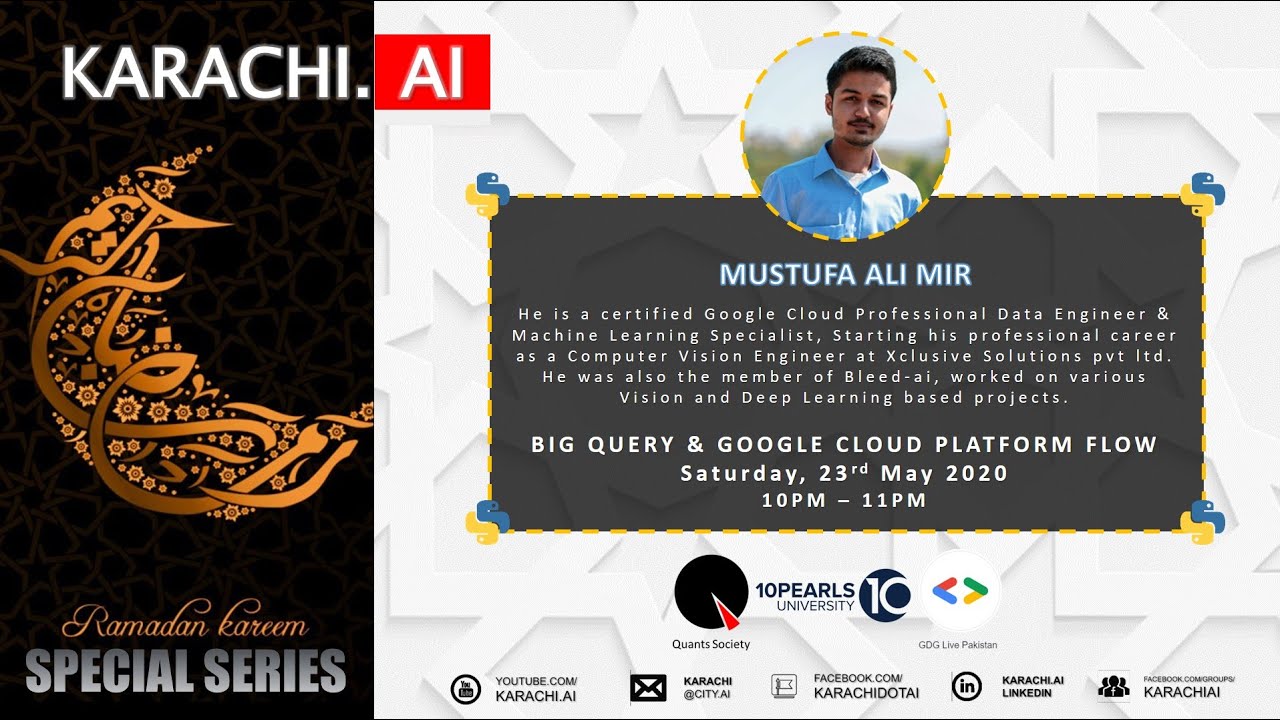 KARACHI. AI
Ramadan kareem
SPECIAL SERIES
MUSTUFA ALI MIR
He is a certified Google Cloud Professional Data Engineer &
Machine Learning Specialist, Starting his professional career
as a Computer Vision Engineer at Xclusive Solutions pvt ltd.
He was also the member of Bleed-ai, worked on various
Vision and Deep Learning based projects.
BIG QUERY & GOOGLE CLOUD PLATFORM FLOW
Saturday, 23rd May 2020
10PM – 11PM
Quants Society
10PEARLS
UNIVERSITY
10
GDG Live Pakistan
You
Tube
YOUTUBE.COM/
KARACHI.AI
KARACHI
@CITY.AI
FACEBOOK.COM/
KARACHIDOTAI
in
KARACHI.AI
LINKEDIN
FACEBOOK.COM/GROUPS/
KARACHIAI